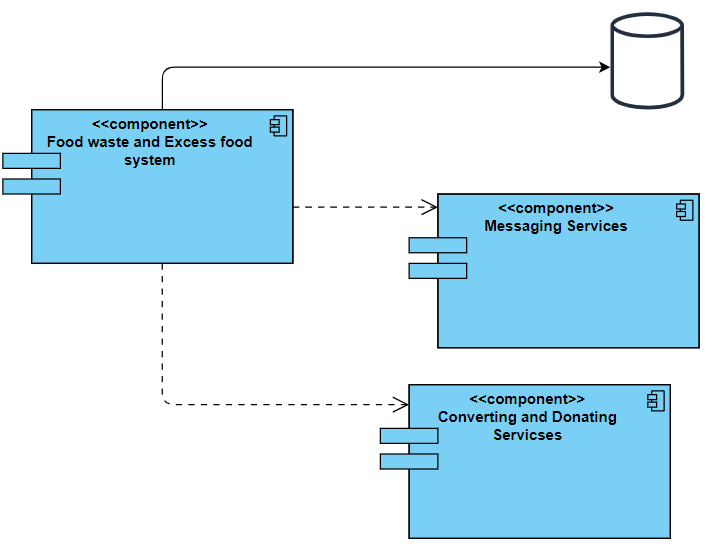 <<component>>
Food waste and Excess food
system
<<component>>
Messaging Services
<<component>>
Converting and Donating
Servicses